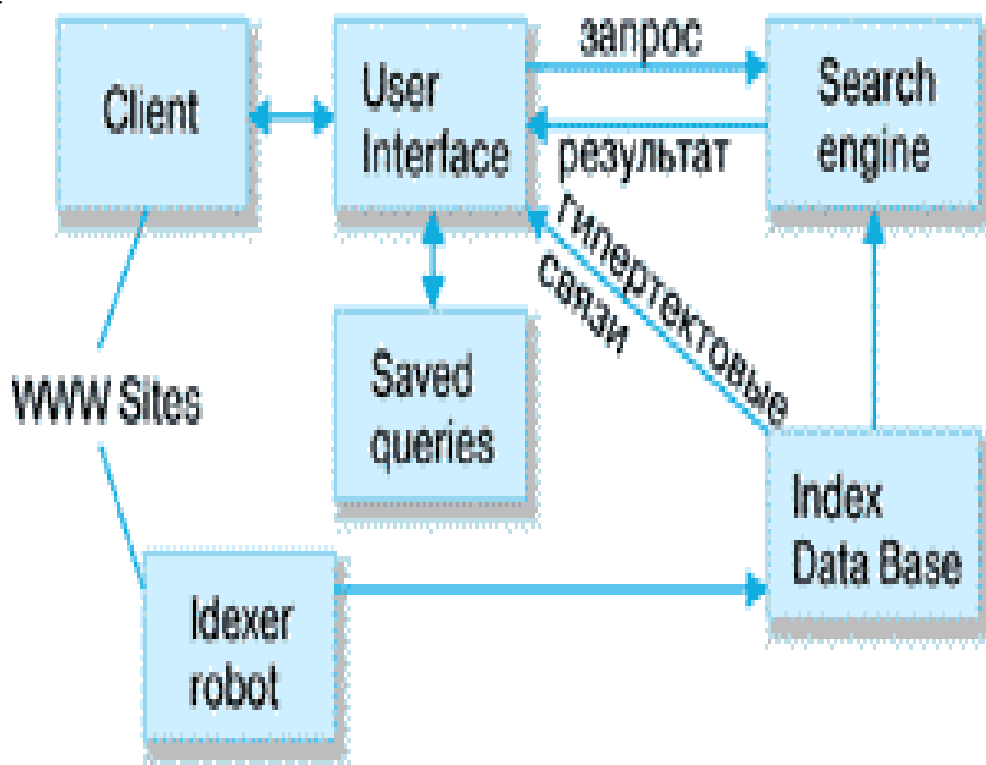 Client
User
Interface
запрос
результат
Search
engine
гипертектовые
связи
WWW Sites
Saved
queries
Index
Data Base
Idexer
robot